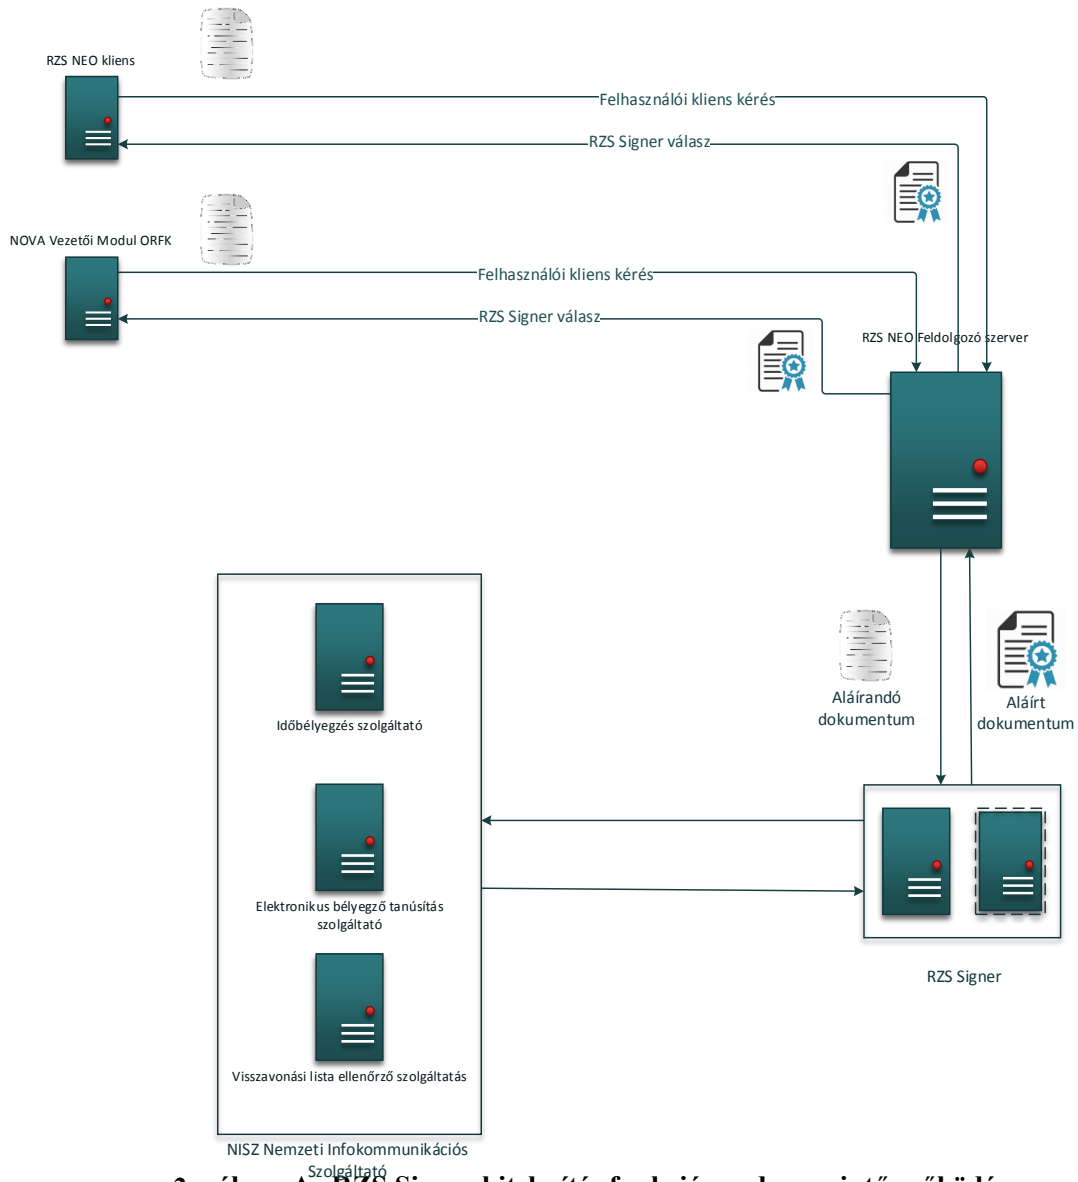 RZS NEO kliens
Felhasználói kliens kérés
RZS Signer válasz
NOVA Vezetői Modul ORFK
Felhasználói kliens kérés
RZS Signer válasz
RZS NEO Feldolgozó szerver
Aláírandó
dokumentum
Aláírt
dokumentum
Időbélyegzés szolgáltató
Elektronikus bélyegző tanúsítás
szolgáltató
RZS Signer
Visszavonási lista ellenőrző szolgáltatás
NISZ Nemzeti Infokommunikációs
Szolgáltató
RZS Signer